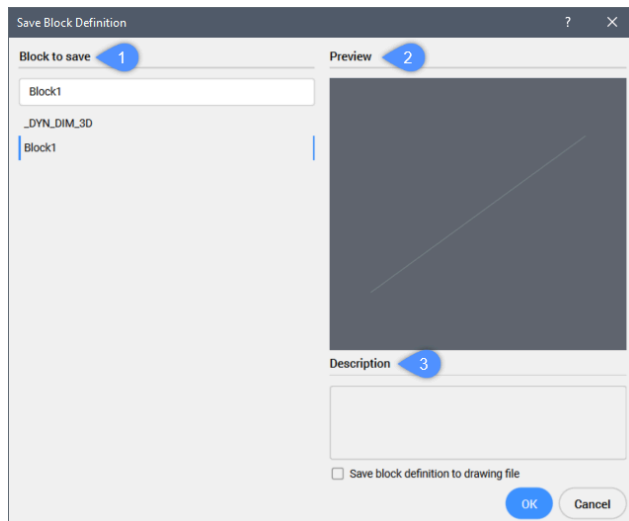 Save Block Definition ? ×
Block to save 1
Block1
_DYN_DIM_3D
Block1
Preview 2
Description 3
Save block definition to drawing file
OK Cancel